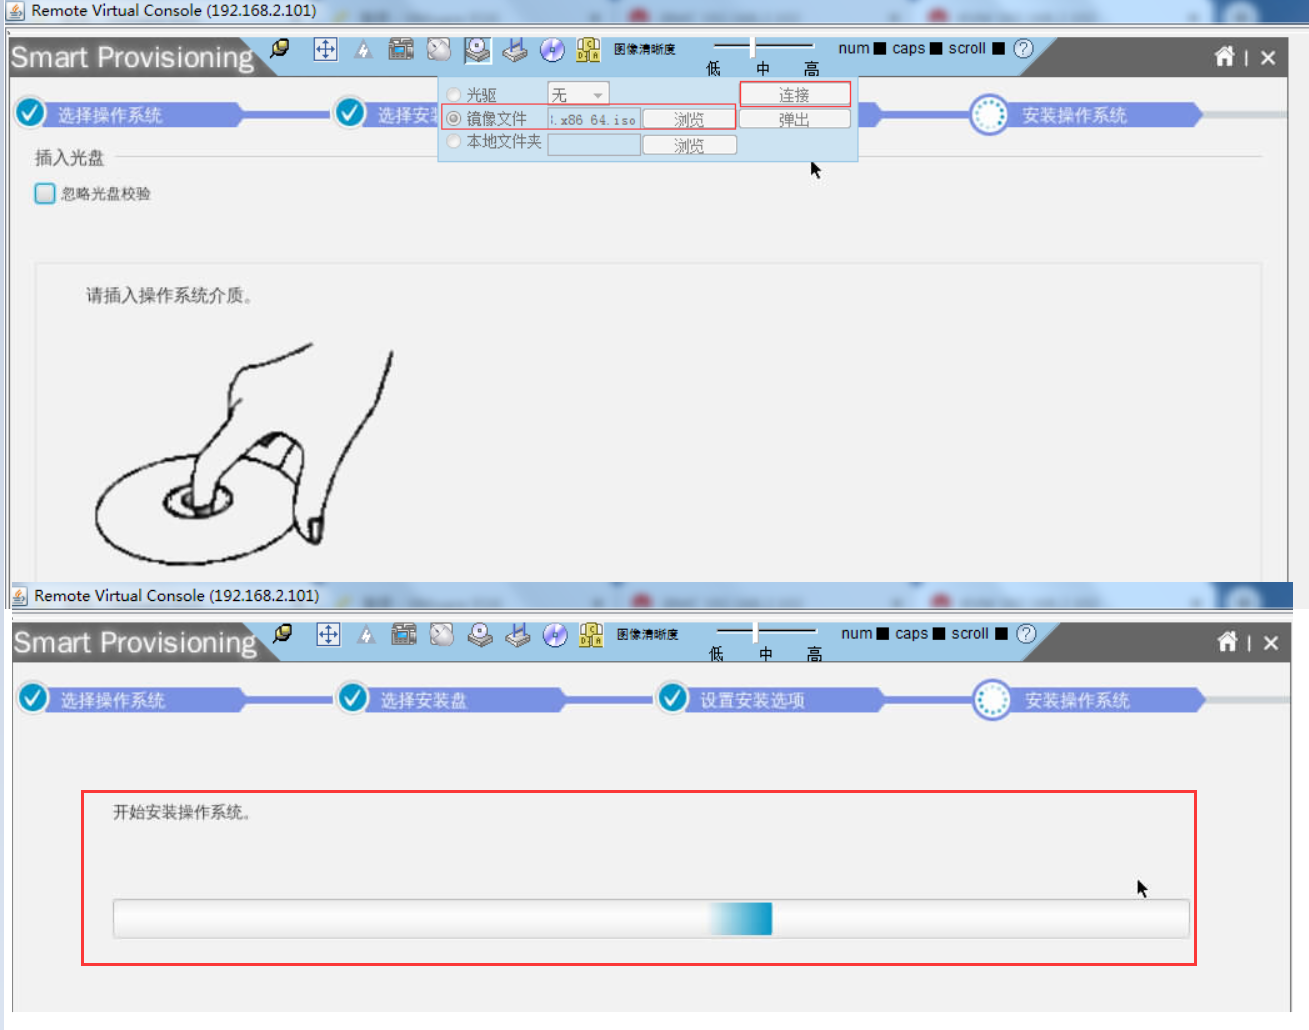 Remote Virtual Console (192.168.2.101)
Smart Provisioning
图像清晰度
低 中 高
num caps scroll
光驱 无 连接
镜像文件 .x86 64.iso 浏览 弹出
本地文件夹 浏览
选择操作系统
选择安
安装操作系统
插入光盘
忽略光盘校验
请插入操作系统介质。
Remote Virtual Console (192.168.2.101)
Smart Provisioning
图像清晰度
低 中 高
num caps scroll
选择操作系统
选择安装盘
设置安装选项
安装操作系统
开始安装操作系统。